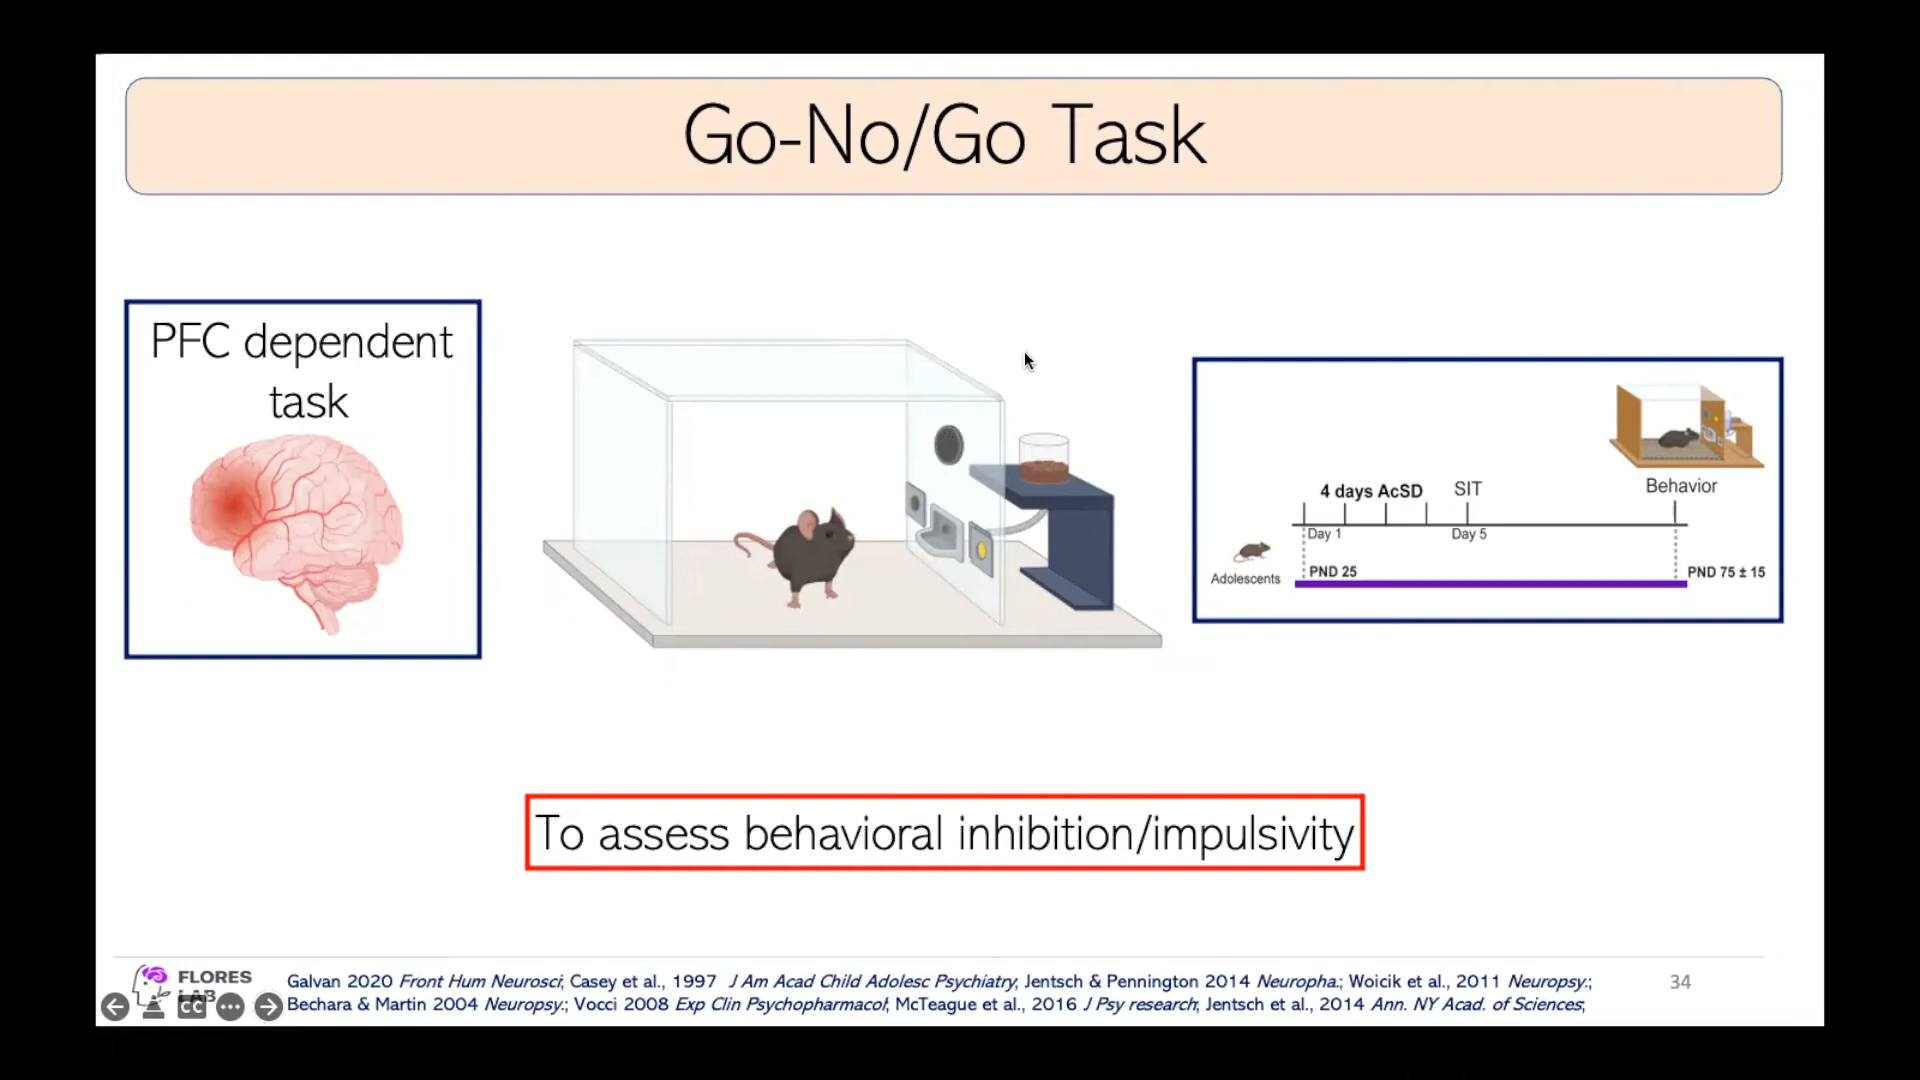 Go-No/Go Task
PFC dependent
task
4 days AcSD
SIT
Behavior
Day 1
Day 5
Adolescents
PND 25
PND 75 ± 15
To assess behavioral inhibition/impulsivity
FLORES
LAB
Galvan 2020 Front Hum Neurosci; Casey et al., 1997 J Am Acad Child Adolesc Psychiatry; Jentsch & Pennington 2014 Neuropha.; Woicik et al., 2011 Neuropsy.;
Bechara & Martin 2004 Neuropsy.; Vocci 2008 Exp Clin Psychopharmacol; McTeague et al., 2016 J Psy research; Jentsch et al., 2014 Ann. NY Acad. of Sciences;
34
CC